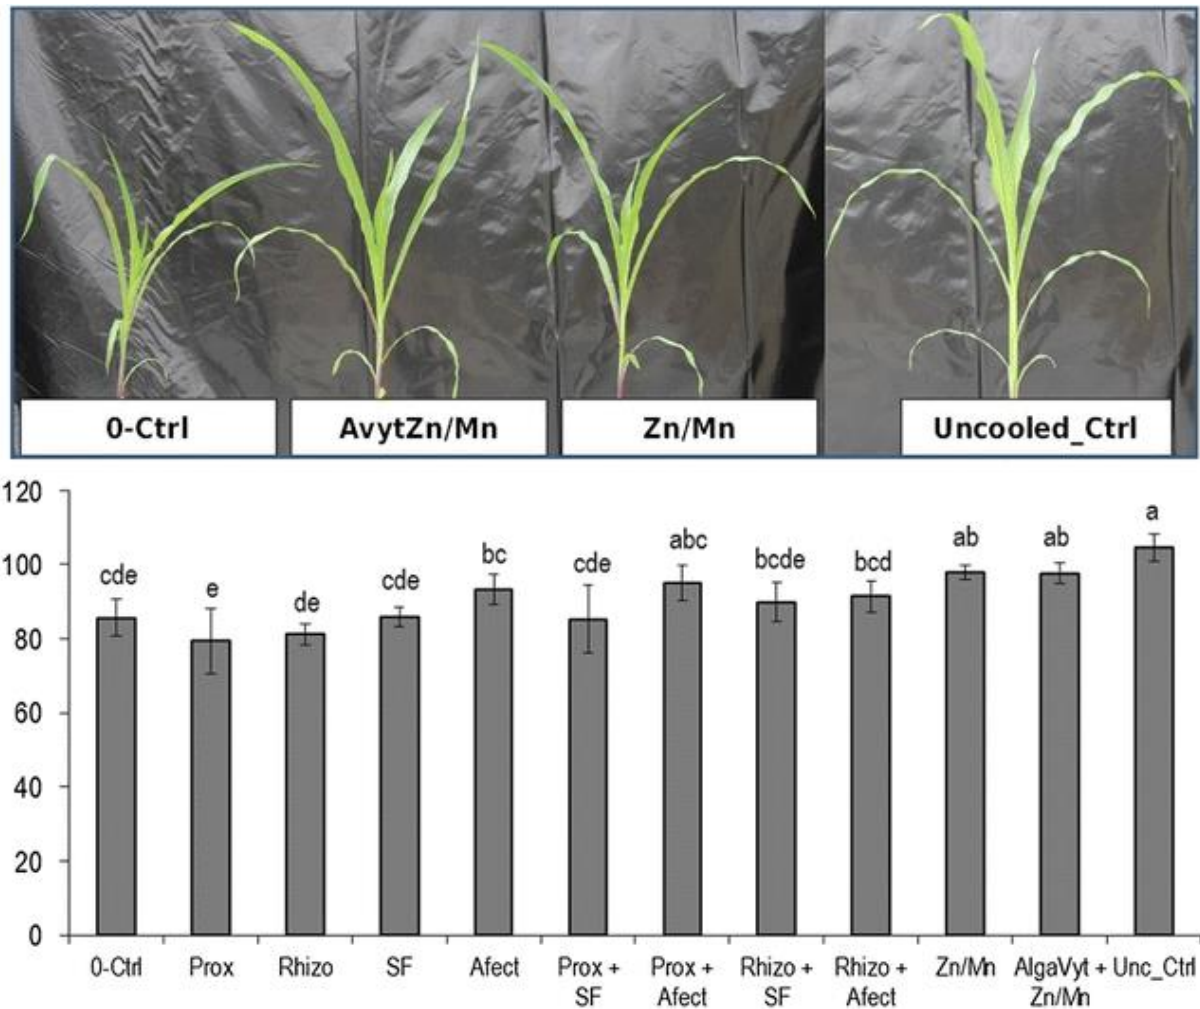 0-Ctrl
AvytZn/Mn
Zn/Mn
Uncooled_Ctrl
120
100
80
60
40
20
0
cde
e
de
cde
bc
cde
abc
bcde
bcd
ab
ab
a
0-Ctrl
Prox
Rhizo
SF
Afect
Prox +
SF
Prox +
Afect
Rhizo +
SF
Rhizo +
Afect
Zn/Mn
AlgaVyt +
Zn/Mn
Unc_Ctrl